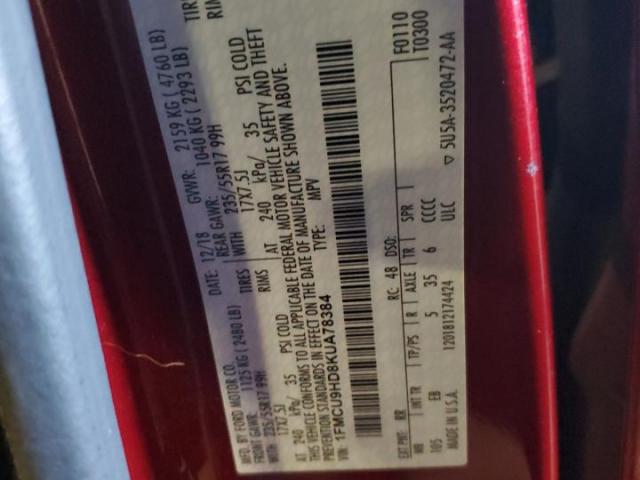 MFD. BY FORD MOTOR CO.
DATE: 12/18 GVWR: 2159 KG ( 4760 LB)
FRONT GAWR: 1125 KG ( 2480 LB) REAR GAWR: 1040 KG ( 2293 LB)
WITH 235/55R17 99H TIRES WITH 235/55R17 99H TIRE
17X7.5J RIMS 17X7.5J RIM
AT 240 kPa/ 35 PSI COLD AT 240 kPa/ 35 PSI COLD
THIS VEHICLE CONFORMS TO ALL APPLICABLE FEDERAL MOTOR VEHICLE SAFETY AND THEFT
PREVENTION STANDARDS IN EFFECT ON THE DATE OF MANUFACTURE SHOWN ABOVE.
VIN: 1FMCU9HD8KUA78384 TYPE: MPV
F0110
T0300
EXT PNT: RR RC: 48 DSO:
WB INT TR TP/PS R AXLE TR SPR
105 EB 5 35 6 CCCC
MADE IN U.S.A. 1201812174424 ULC
▽ 5U5A-3520472-AA